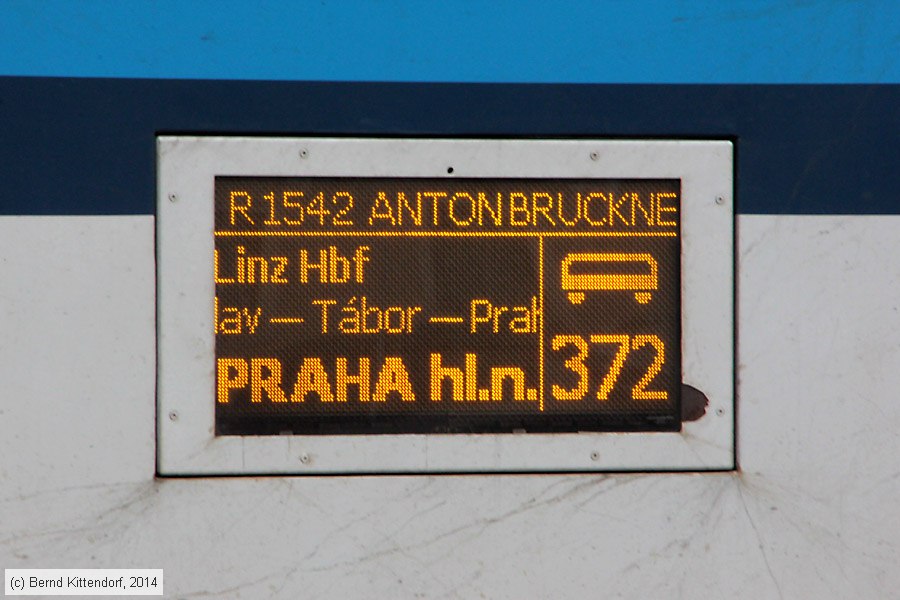 R 1542 ANTON BRUCKNE
Linz Hbf
lav – Tábor – Prah
PRAHA hl.n.
372
(c) Bernd Kittendorf, 2014